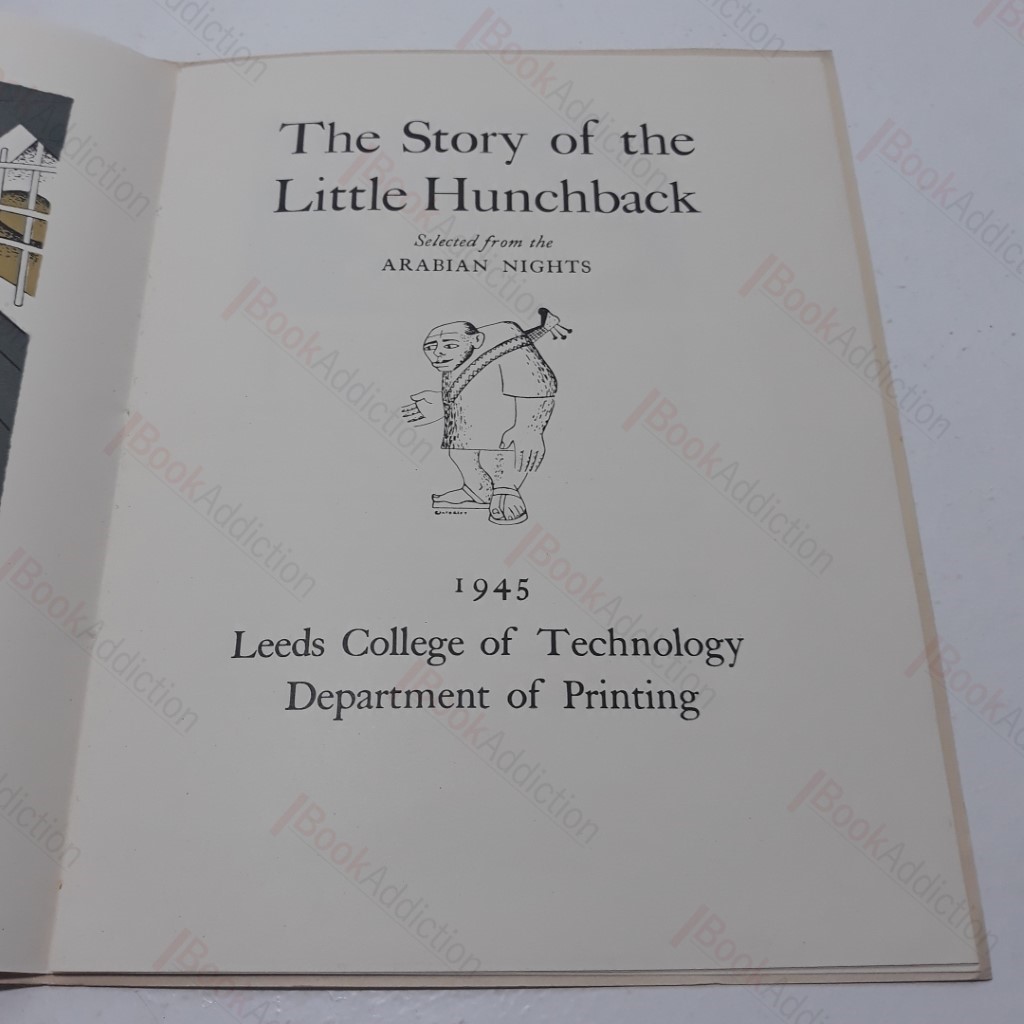 The Story of the
Little Hunchback
Selected from the
ARABIAN NIGHTS
1945
Leeds College of Technology
Department of Printing
BookAddiction